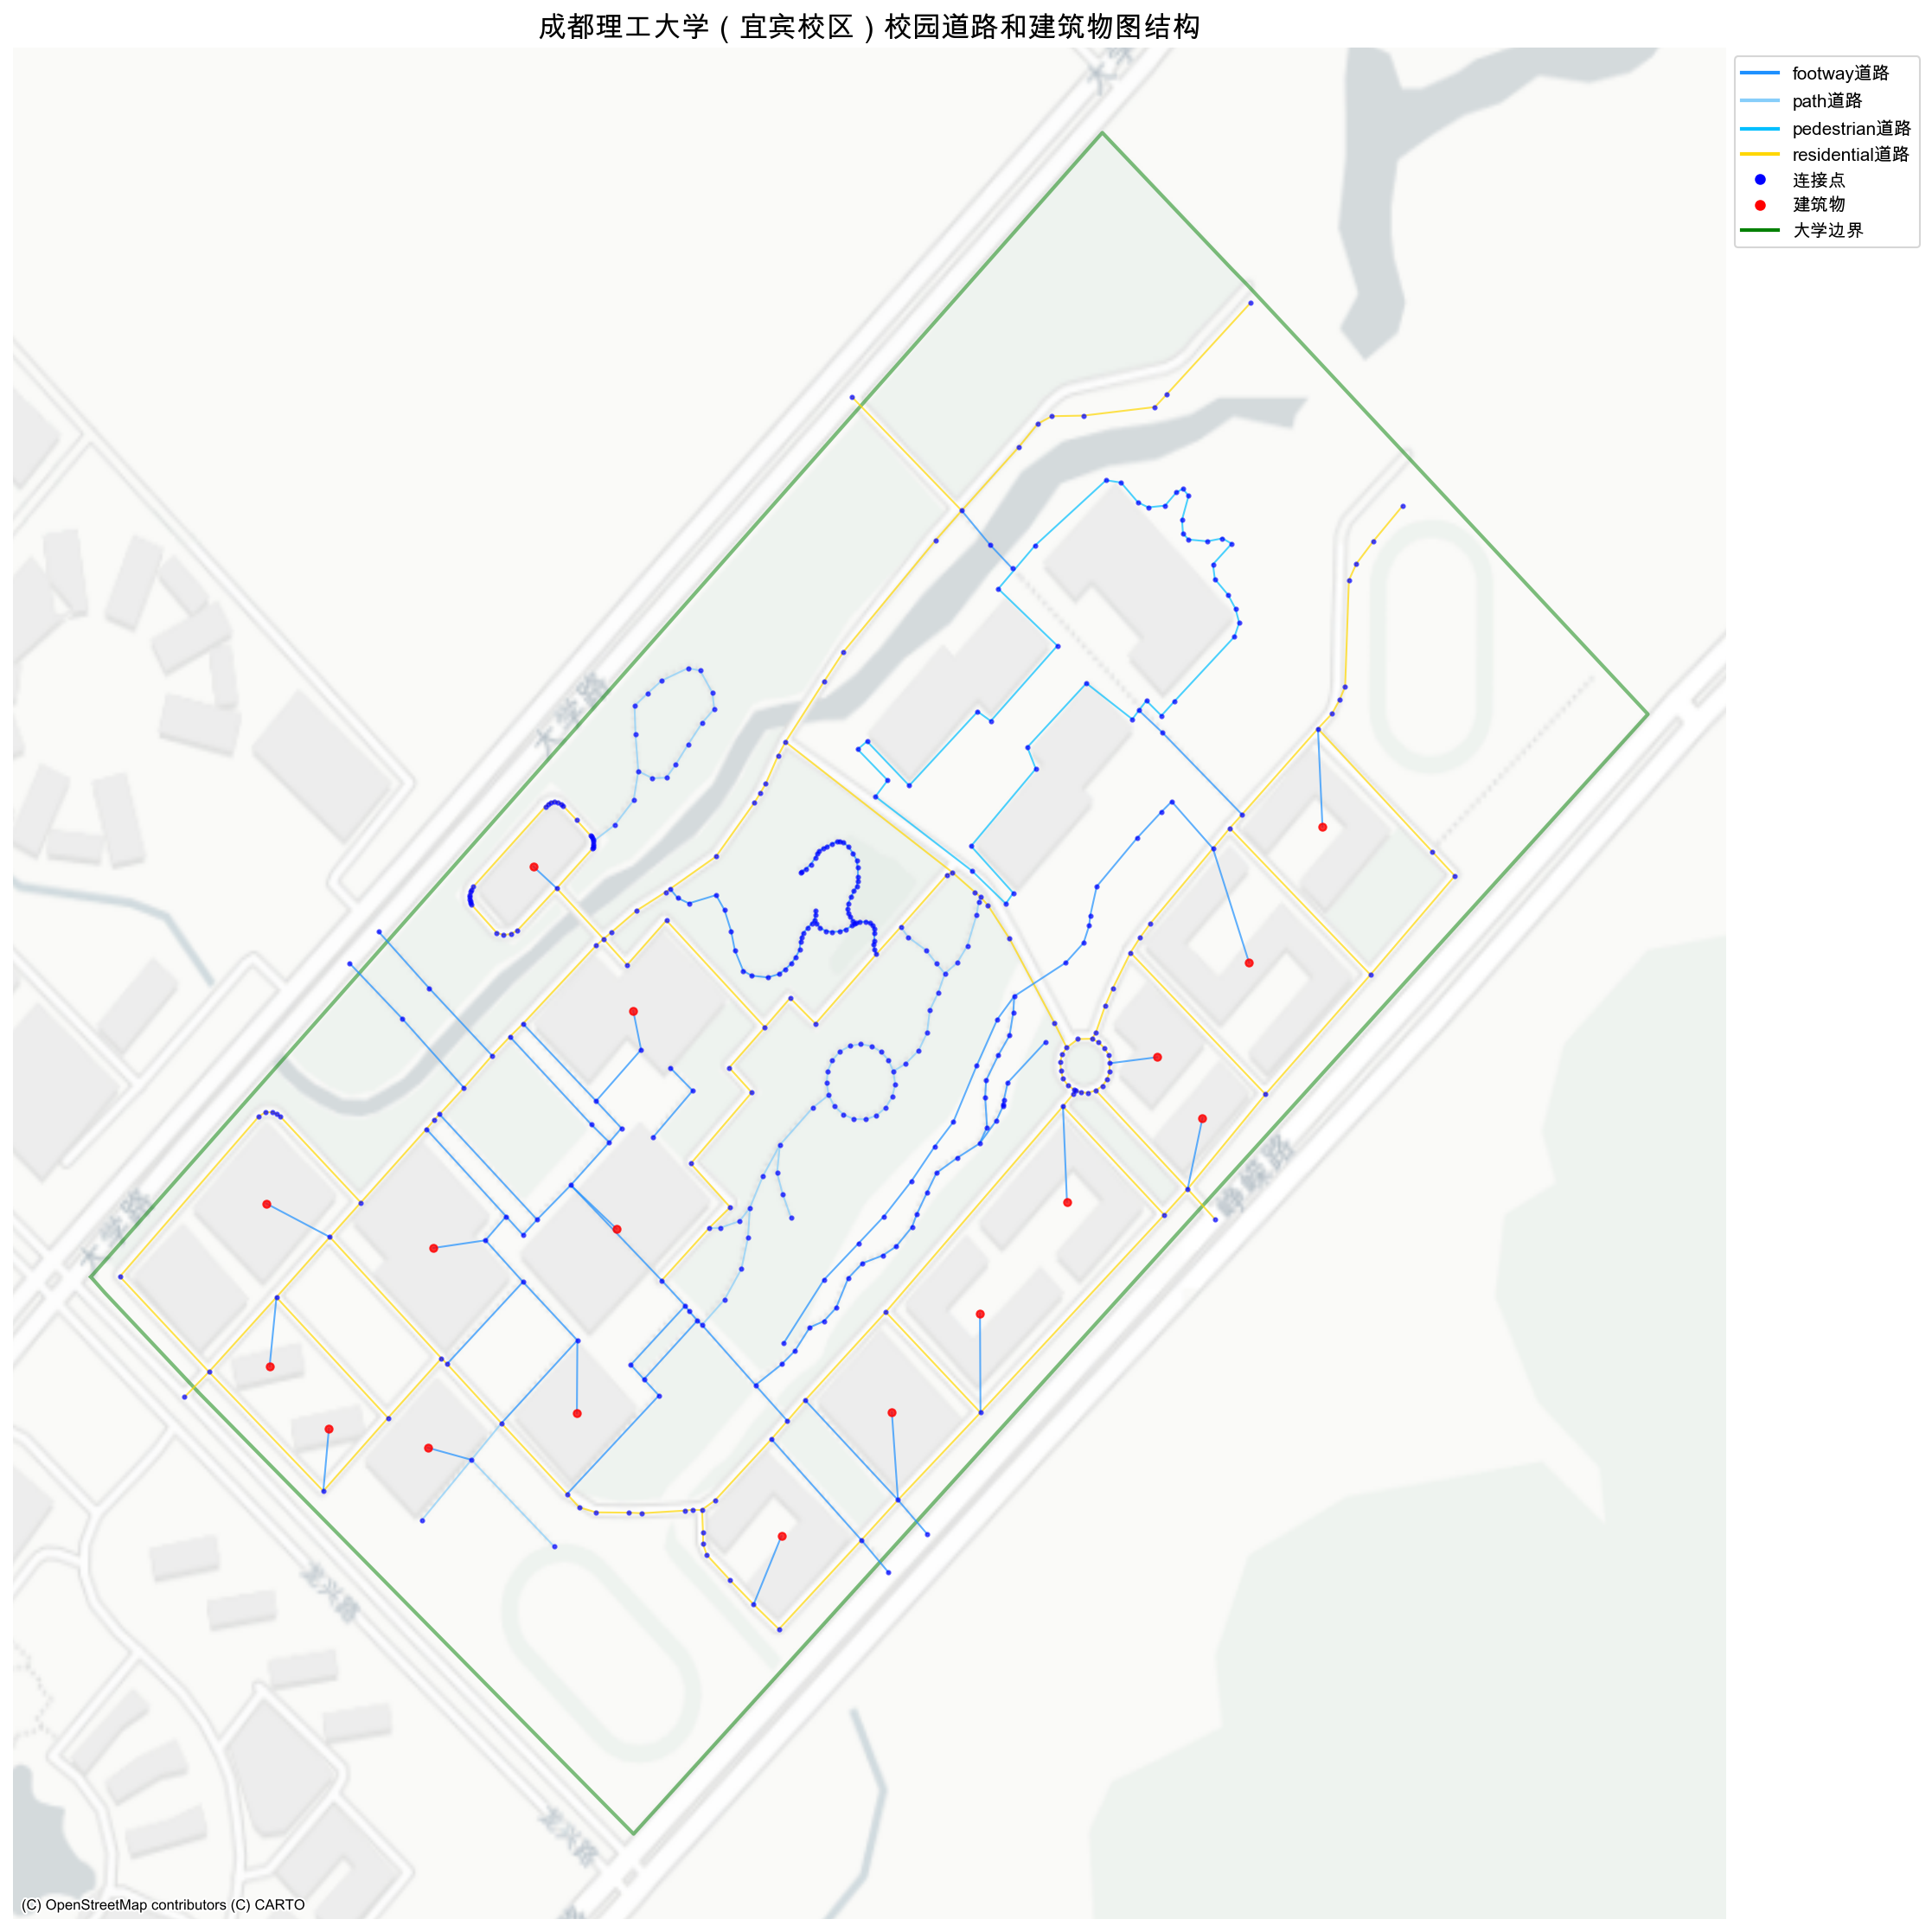 成都理工大学（宜宾校区）校园道路和建筑物图结构
footway道路
path道路
pedestrian道路
residential道路
连接点
建筑物
大学边界
大学
大学路
大学路
峥嵘路
龙兴路
龙兴路
(C) OpenStreetMap contributors (C) CARTO